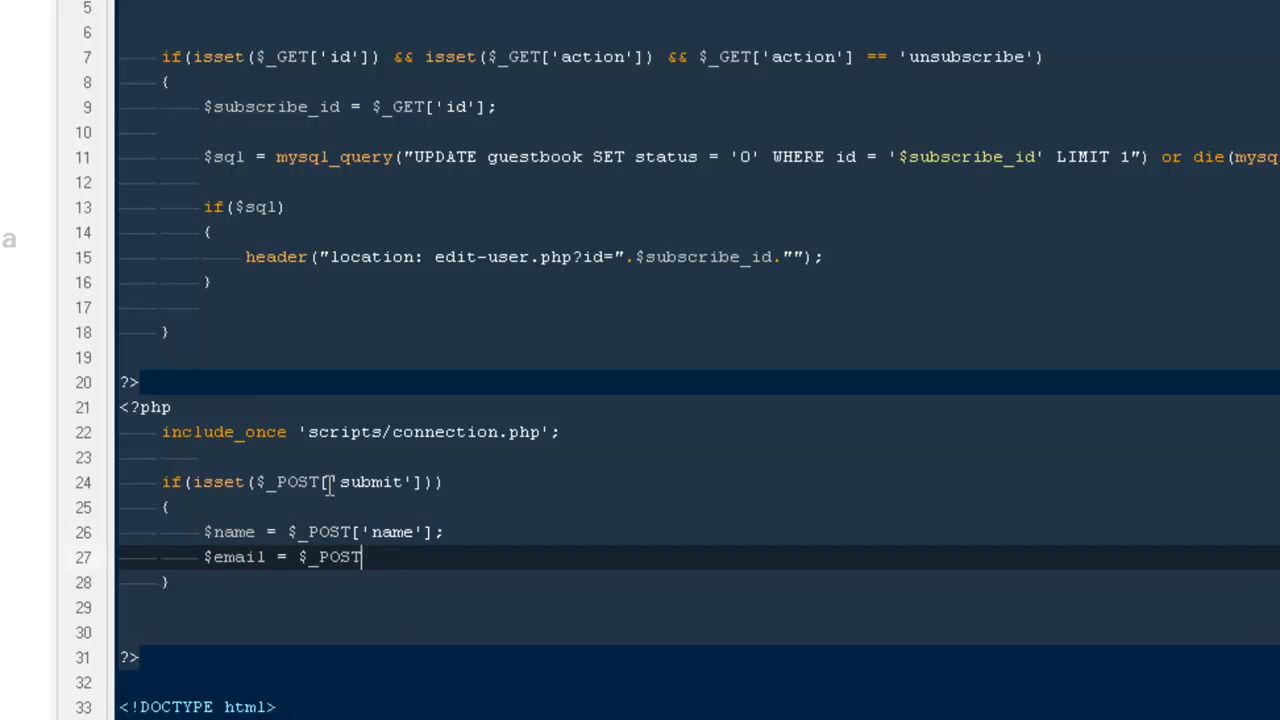 5
6
7 if(isset($_GET['id']) && isset($_GET['action']) && $_GET['action'] == 'unsubscribe')
8 {
9 $subscribe_id = $_GET['id'];
10
11 $sql = mysql_query("UPDATE guestbook SET status = '0' WHERE id = '$subscribe_id' LIMIT 1") or die(mysq
12
13 if($sql)
14 {
a
15 header("location: edit-user.php?id=".$subscribe_id."");
16 }
17
18 }
19
20 ?>
21 <?php
22 include_once 'scripts/connection.php';
23
24 if(isset($_POST['submit']))
25 {
26 $name = $_POST['name'];
27 $email = $_POST
28 }
29
30
31 ?>
32
33 <!DOCTYPE html>